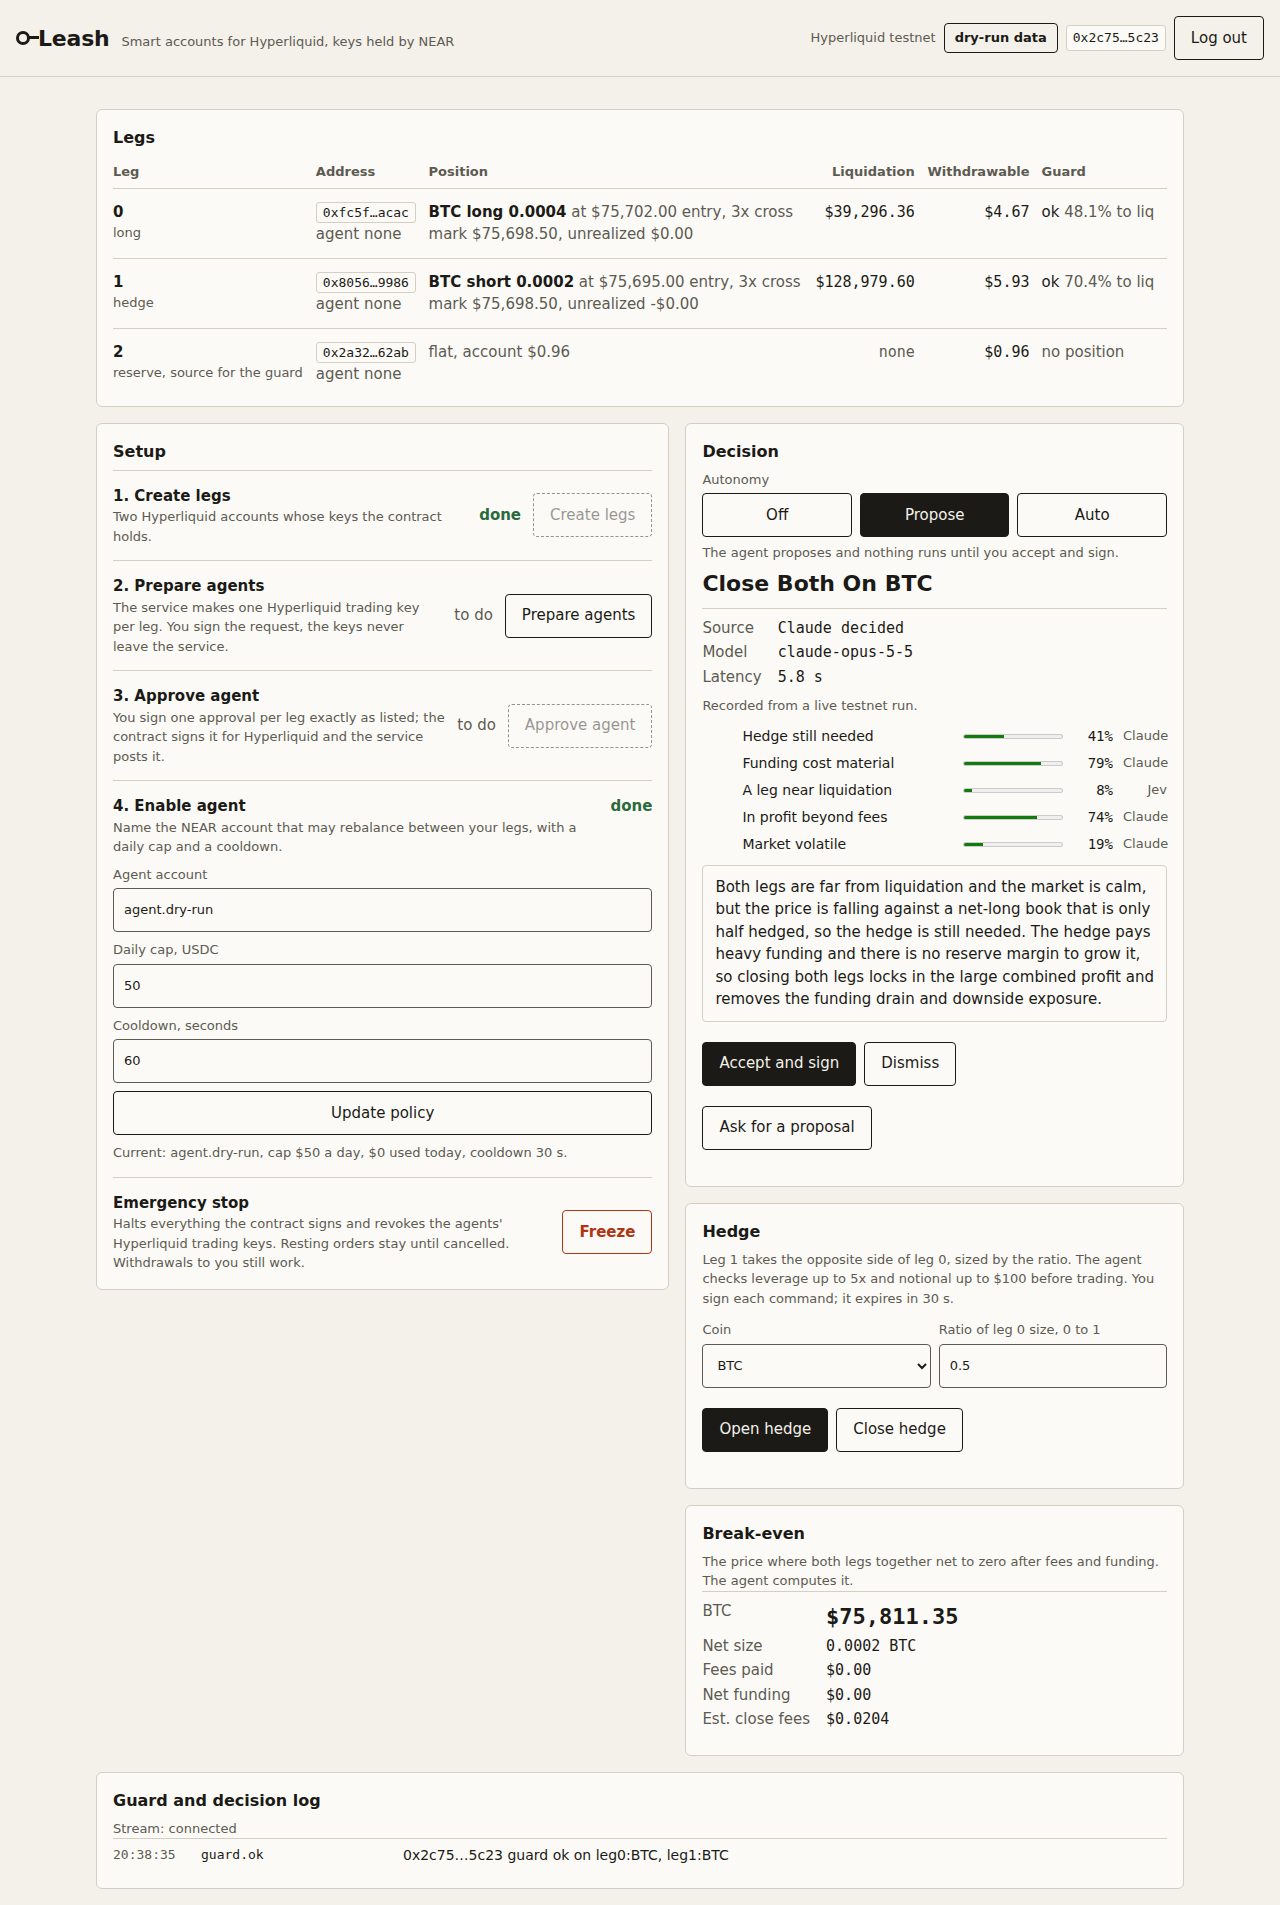 Leash Smart accounts for Hyperliquid, keys held by NEAR
Hyperliquid testnet dry-run data 0x2c75…5c23 Log out
Legs
Leg Address Position Liquidation Withdrawable Guard
0 0xfc5f…acac BTC long 0.0004 at $75,702.00 entry, 3x cross $39,296.36 $4.67 ok 48.1% to liq
long agent none mark $75,698.50, unrealized $0.00
1 0x8056…9986 BTC short 0.0002 at $75,695.00 entry, 3x cross $128,979.60 $5.93 ok 70.4% to liq
hedge agent none mark $75,698.50, unrealized -$0.00
2 0x2a32…62ab flat, account $0.96 none $0.96 no position
reserve, source for the guard agent none
Setup
1. Create legs
Two Hyperliquid accounts whose keys the contract
holds.
done Create legs
2. Prepare agents
The service makes one Hyperliquid trading key
per leg. You sign the request, the keys never
leave the service.
to do Prepare agents
3. Approve agent
You sign one approval per leg exactly as listed; the
contract signs it for Hyperliquid and the service
posts it.
to do Approve agent
4. Enable agent
Name the NEAR account that may rebalance between your legs, with a
daily cap and a cooldown.
done
Agent account
agent.dry-run
Daily cap, USDC
50
Cooldown, seconds
60
Update policy
Current: agent.dry-run, cap $50 a day, $0 used today, cooldown 30 s.
Emergency stop
Halts everything the contract signs and revokes the agents'
Hyperliquid trading keys. Resting orders stay until cancelled.
Withdrawals to you still work.
Freeze
Decision
Autonomy
Off Propose Auto
The agent proposes and nothing runs until you accept and sign.
Close Both On BTC
Source Claude decided
Model claude-opus-5-5
Latency 5.8 s
Recorded from a live testnet run.
Hedge still needed 41% Claude
Funding cost material 79% Claude
A leg near liquidation 8% Jev
In profit beyond fees 74% Claude
Market volatile 19% Claude
Both legs are far from liquidation and the market is calm,
but the price is falling against a net-long book that is only
half hedged, so the hedge is still needed. The hedge pays
heavy funding and there is no reserve margin to grow it,
so closing both legs locks in the large combined profit and
removes the funding drain and downside exposure.
Accept and sign Dismiss
Ask for a proposal
Hedge
Leg 1 takes the opposite side of leg 0, sized by the ratio. The agent
checks leverage up to 5x and notional up to $100 before trading. You
sign each command; it expires in 30 s.
Coin Ratio of leg 0 size, 0 to 1
BTC 0.5
Open hedge Close hedge
Break-even
The price where both legs together net to zero after fees and funding.
The agent computes it.
BTC $75,811.35
Net size 0.0002 BTC
Fees paid $0.00
Net funding $0.00
Est. close fees $0.0204
Guard and decision log
Stream: connected
20:38:35 guard.ok 0x2c75…5c23 guard ok on leg0:BTC, leg1:BTC